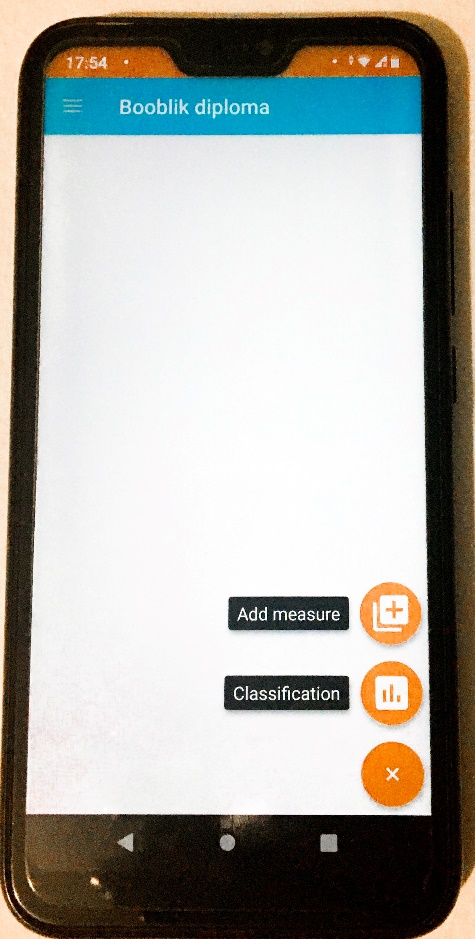 17:54
Booblik diploma
Add measure
Classification